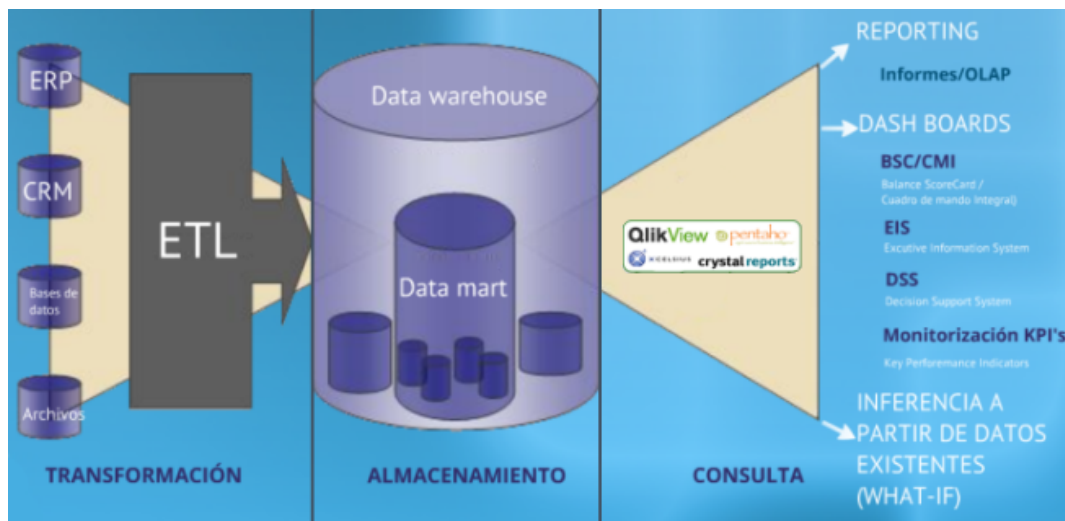 ERP
CRM
Bases de
datos
Archivos
ETL
TRANSFORMACIÓN
Data warehouse
Data mart
ALMACENAMIENTO
QlikView
pentaho
XCELSIUS
crystal reports
CONSULTA
REPORTING
Informes/OLAP
DASH BOARDS
BSC/CMI
Balance ScoreCard /
Cuadro de mando Integral)
EIS
Excutive Information System
DSS
Decision Support System
Monitorización KPI's
Key Perforemance Indicators
INFERENCIA A
PARTIR DE DATOS
EXISTENTES
(WHAT-IF)